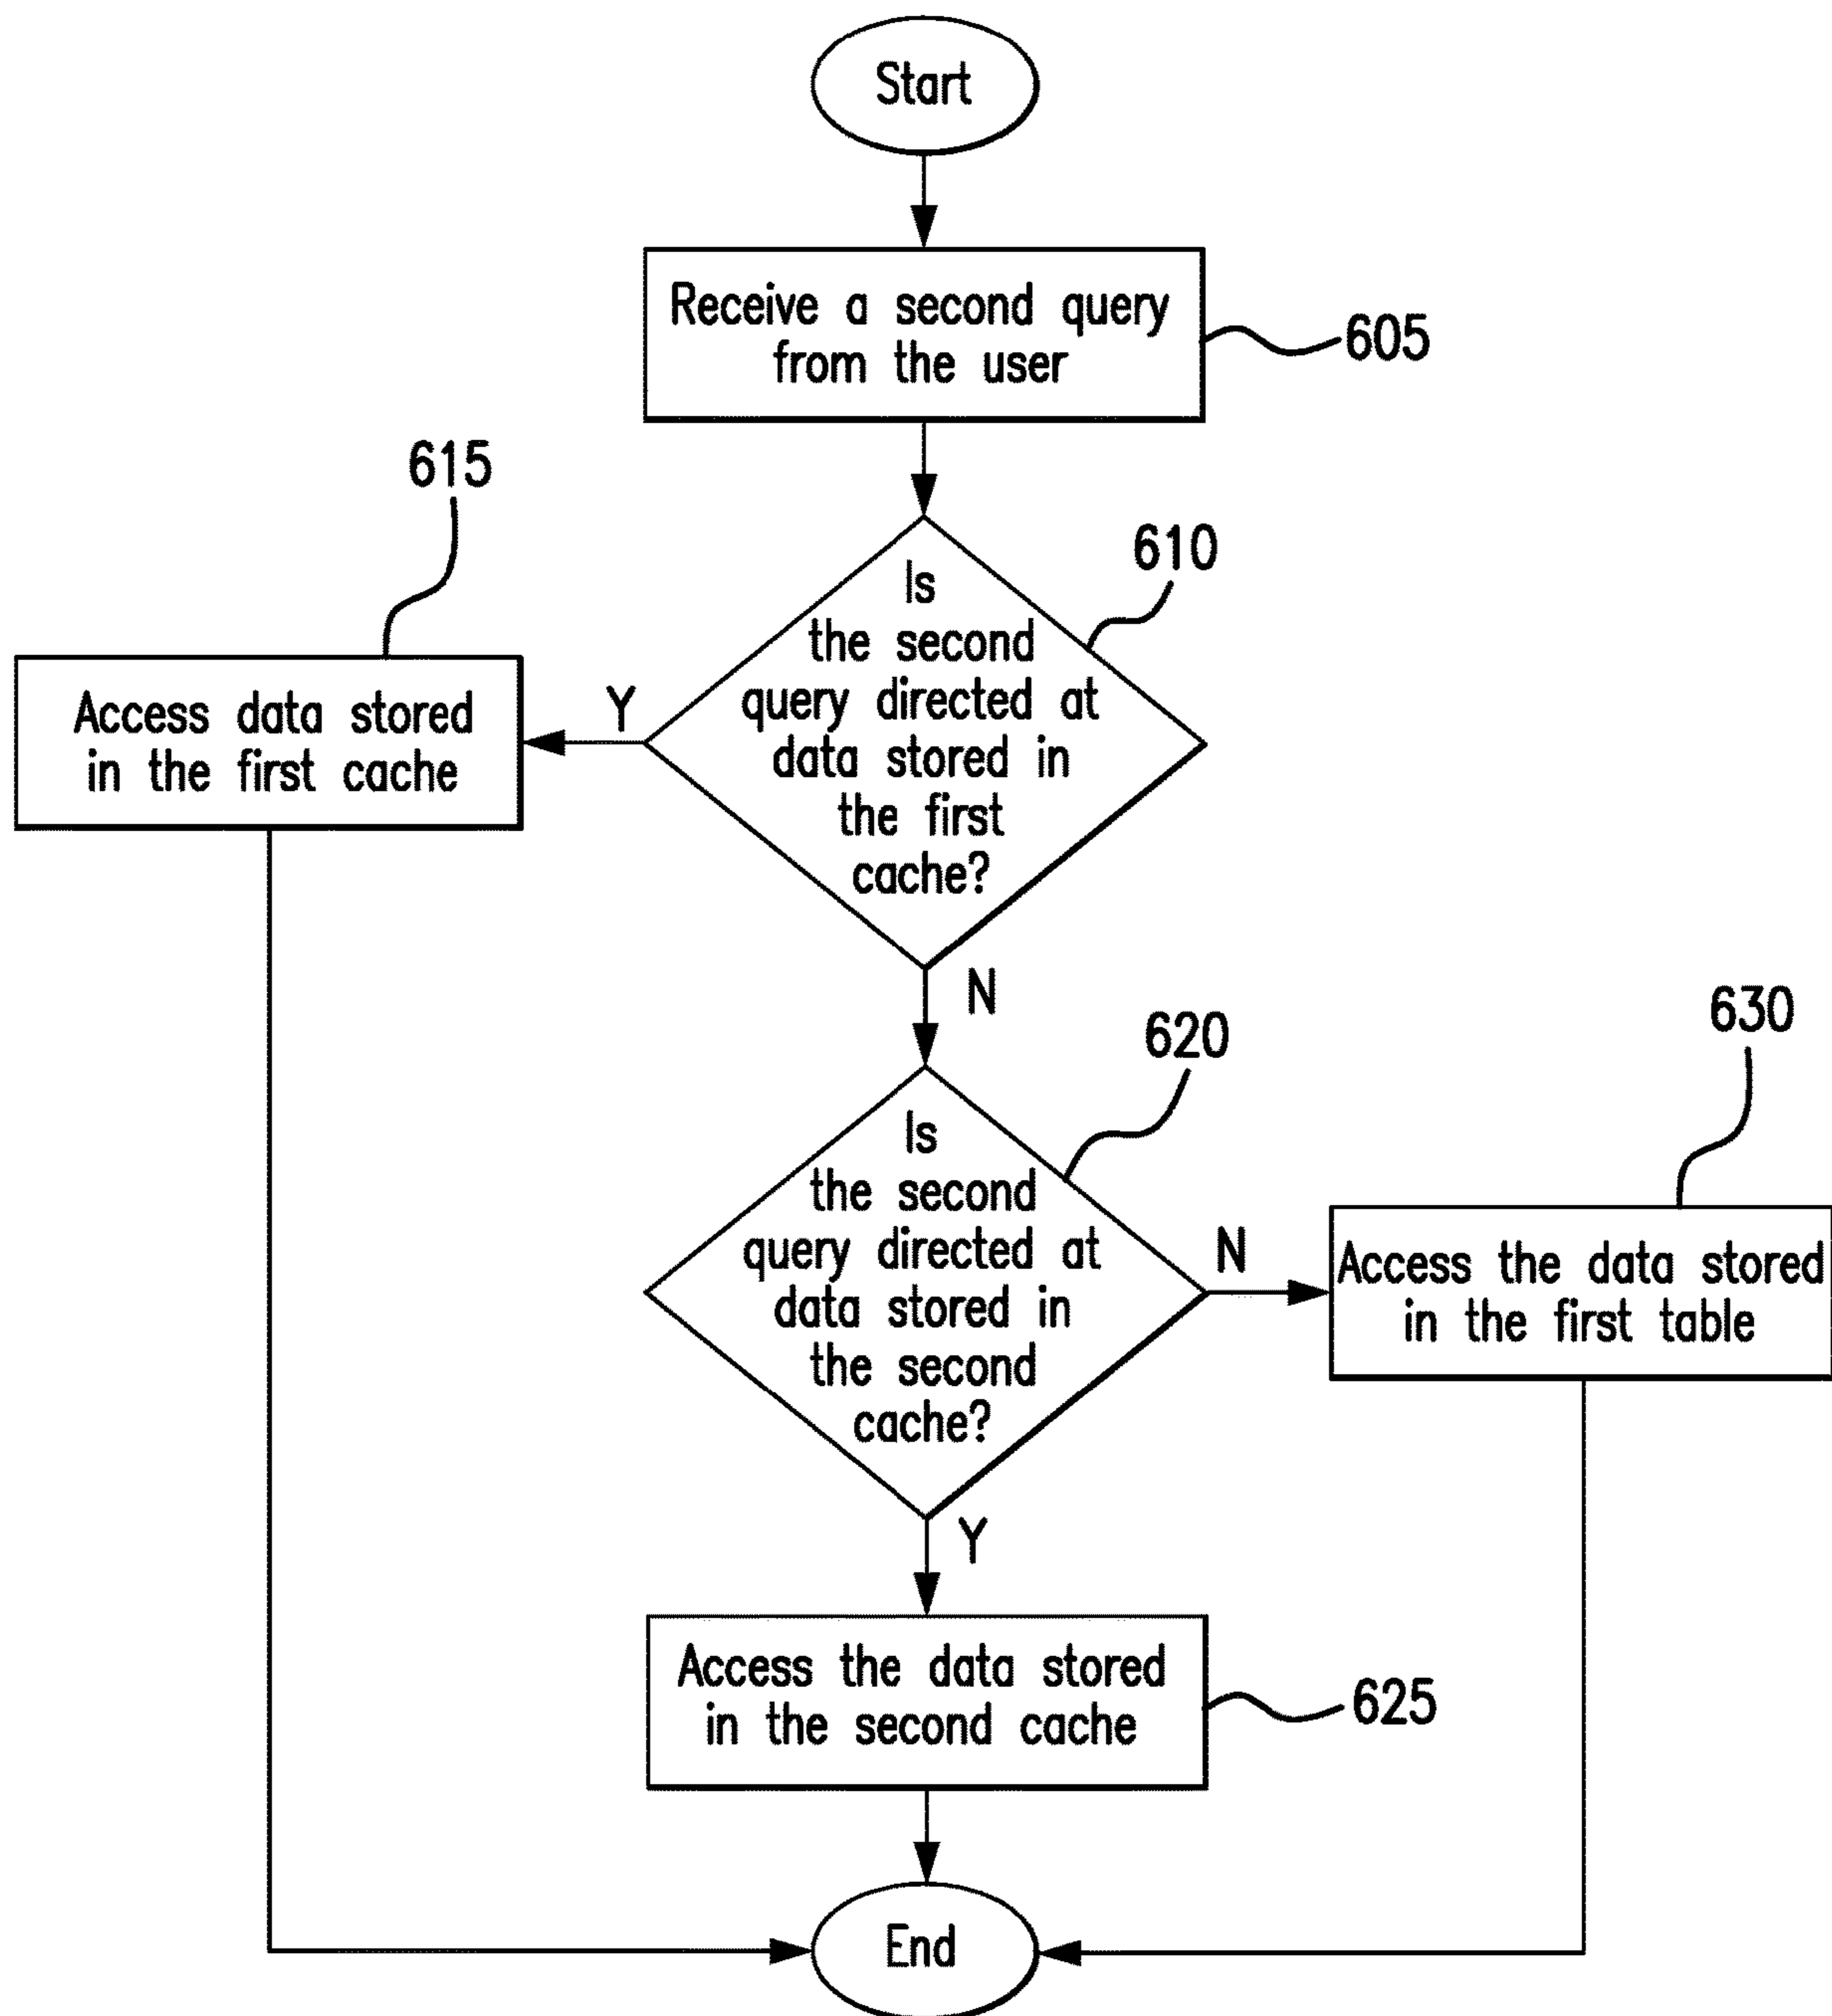 Start
Receive a second query
from the user
605
615
610
Is
the second
query directed at
data stored in
the first
cache?
Y
Access data stored
in the first cache
N
620
630
Is
the second
query directed at
data stored in
the second
cache?
N
Access the data stored
in the first table
Y
Access the data stored
in the second cache
625
End